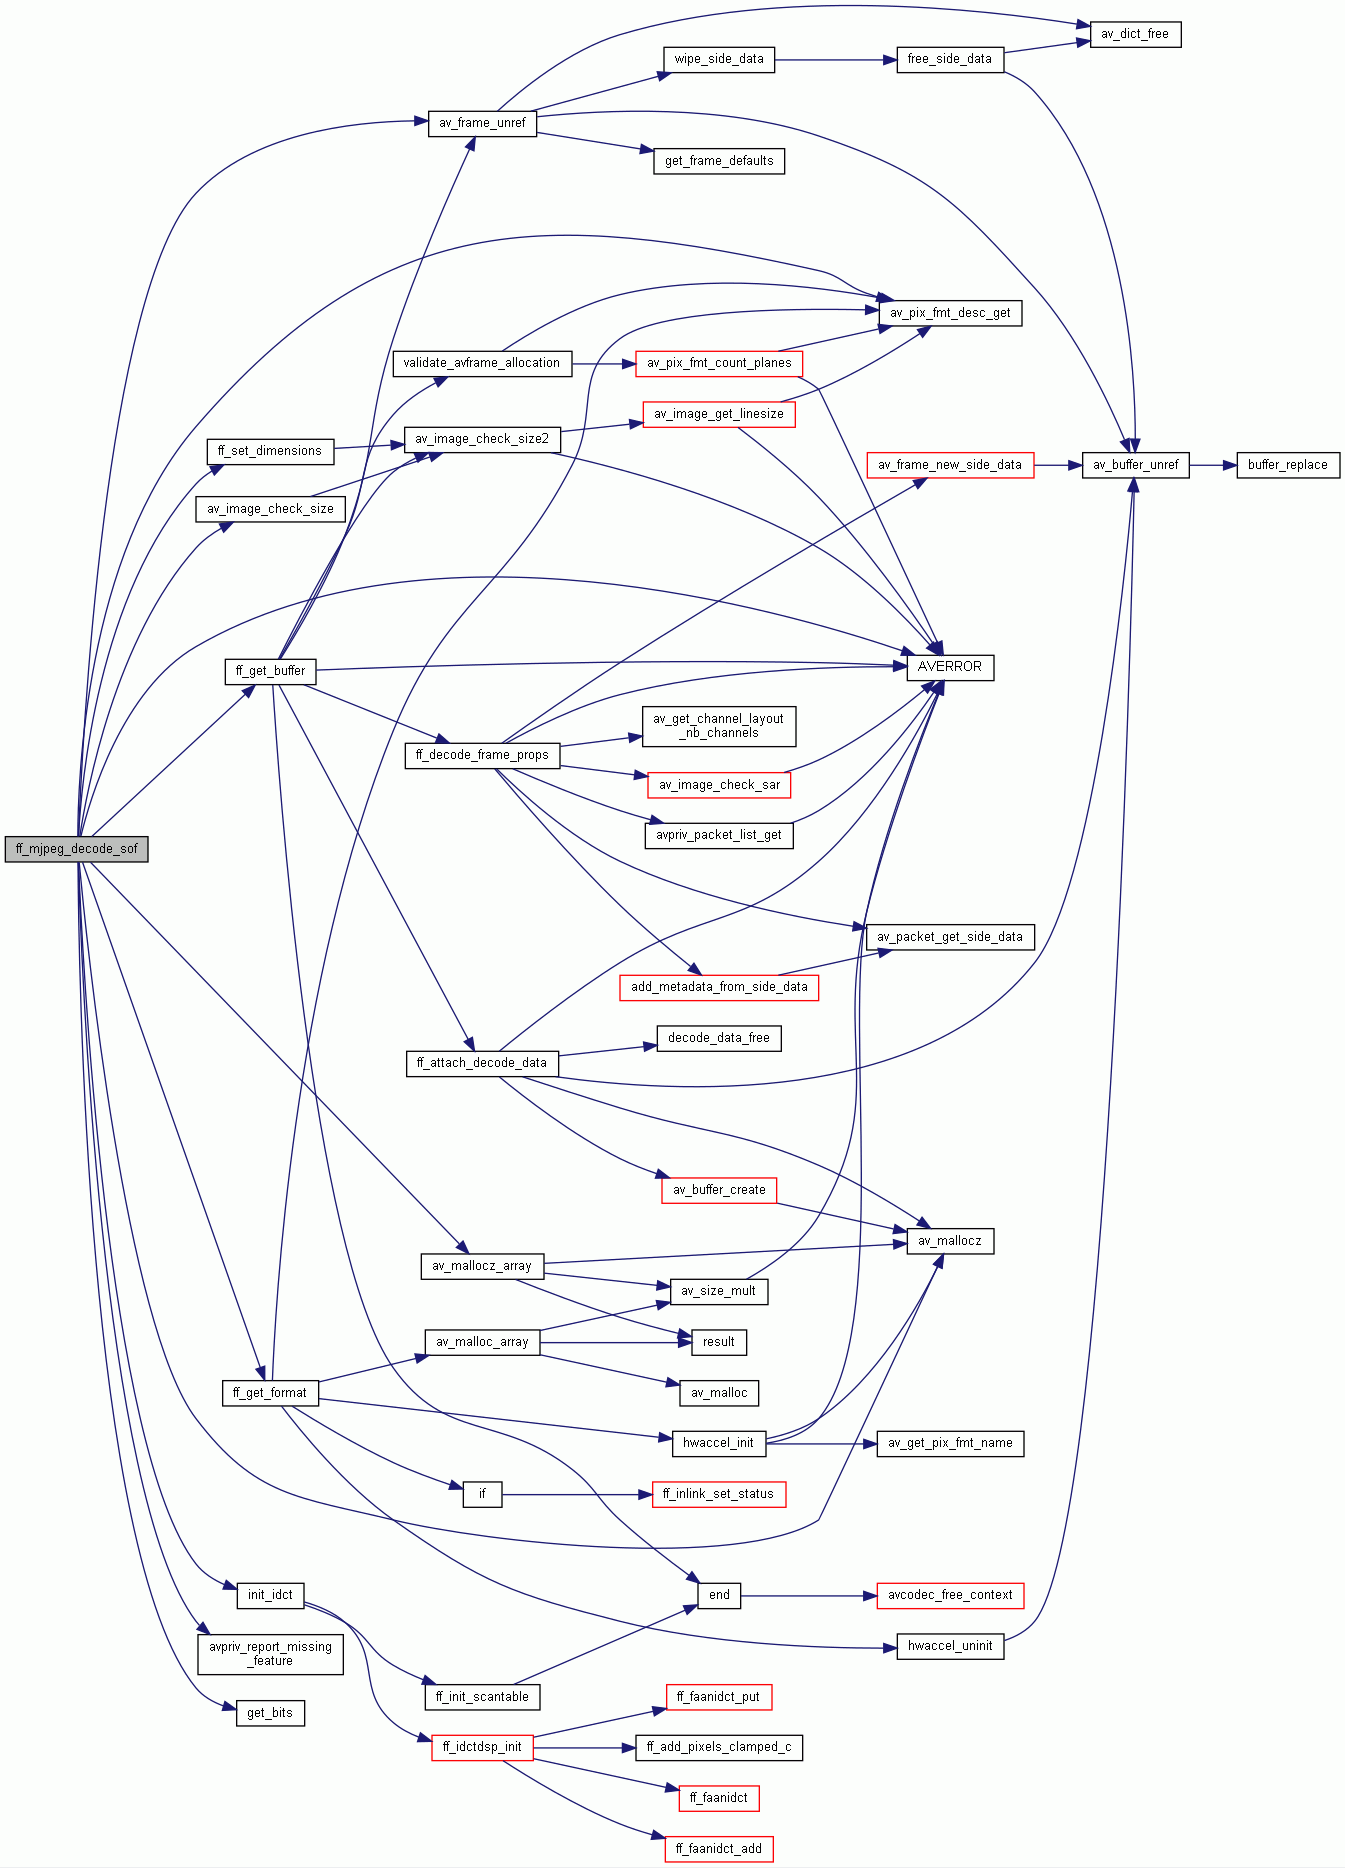 av_dict_free
wipe_side_data
free_side_data
av_frame_unref
get_frame_defaults
av_pix_fmt_desc_get
validate_avframe_allocation
av_pix_fmt_count_planes
av_image_get_linesize
av_image_check_size2
ff_set_dimensions
av_frame_new_side_data
av_buffer_unref
buffer_replace
av_image_check_size
ff_get_buffer
AVERROR
av_get_channel_layout
_nb_channels
ff_decode_frame_props
av_image_check_sar
avpriv_packet_list_get
ff_mjpeg_decode_sof
av_packet_get_side_data
add_metadata_from_side_data
decode_data_free
ff_attach_decode_data
av_buffer_create
av_mallocz
av_mallocz_array
av_size_mult
av_malloc_array
result
ff_get_format
av_malloc
hwaccel_init
av_get_pix_fmt_name
if
ff_inlink_set_status
init_idct
end
avcodec_free_context
avpriv_report_missing
_feature
hwaccel_uninit
ff_init_scantable
ff_faanidct_put
get_bits
ff_idctdsp_init
ff_add_pixels_clamped_c
ff_faanidct
ff_faanidct_add